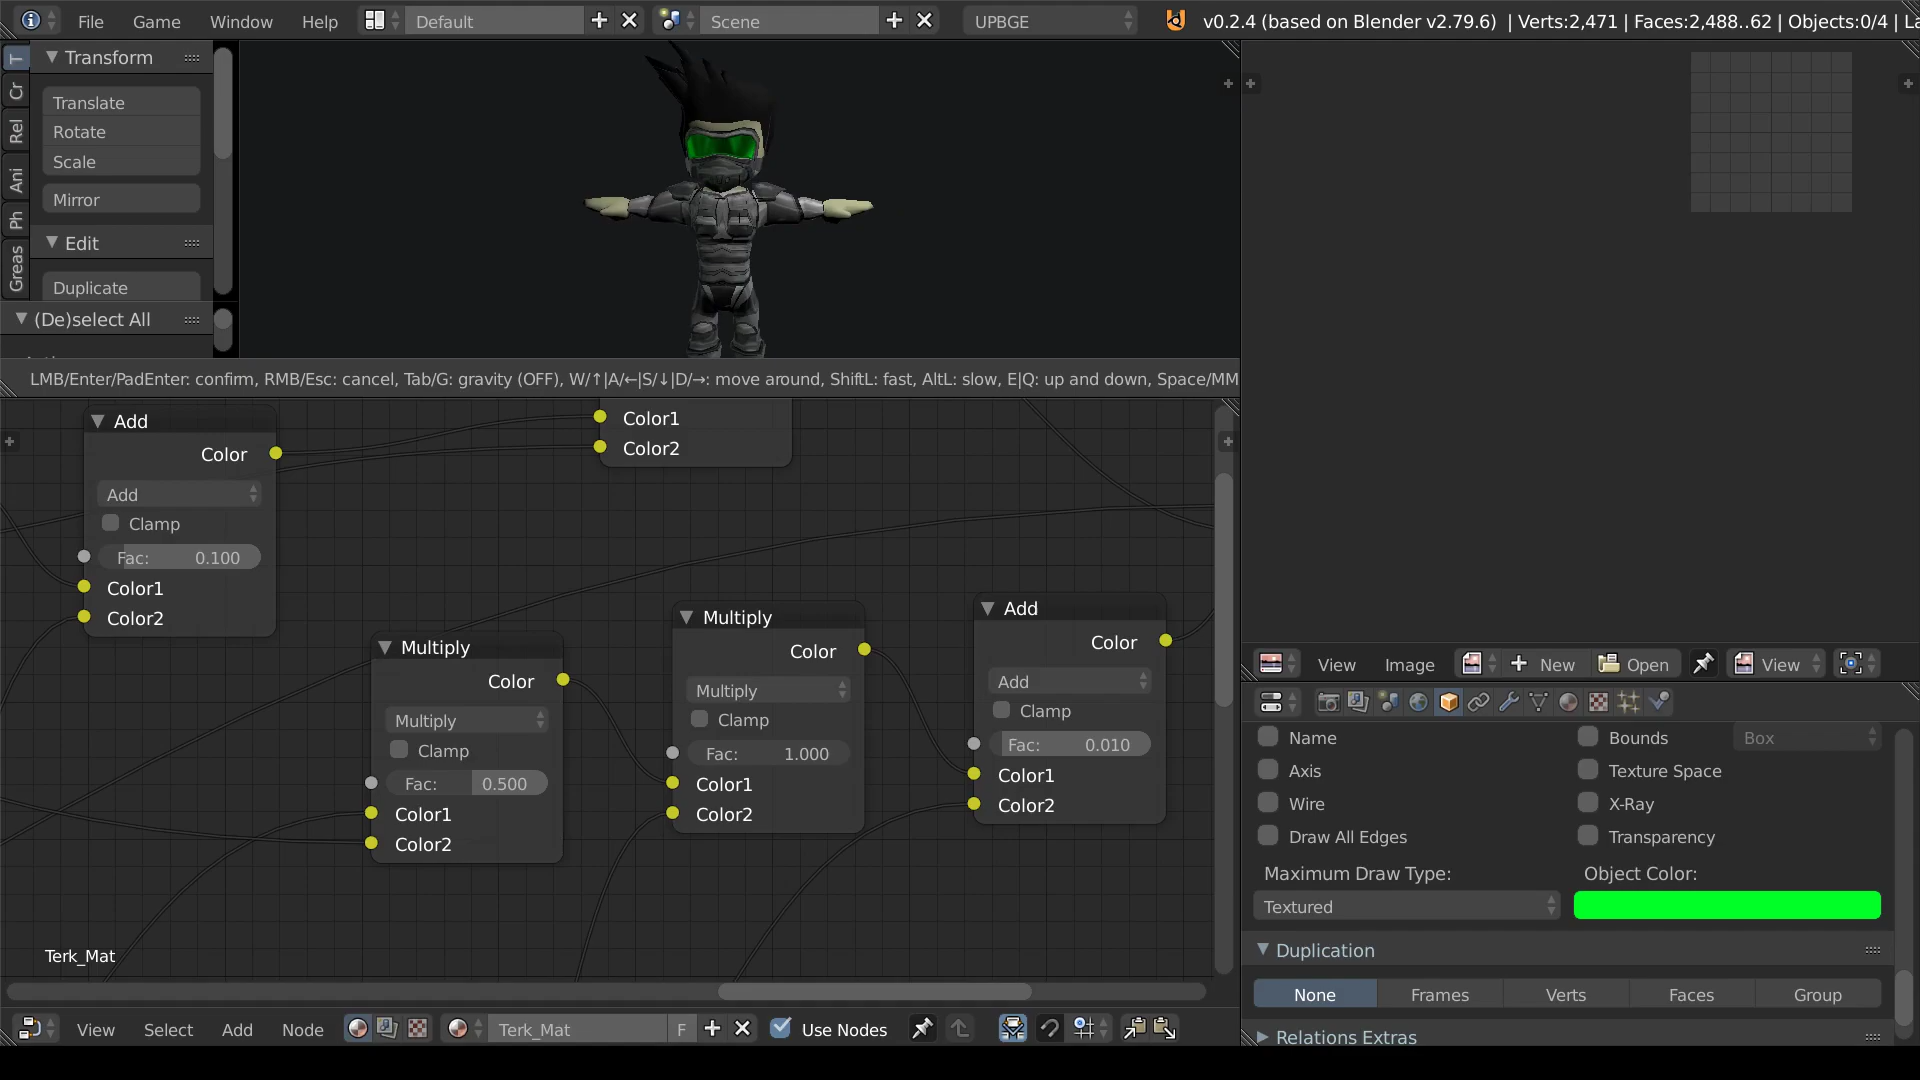 File Game Window Help Default Scene UPBGE v0.2.4 (based on Blender v2.79.6) | Verts:2,471 | Faces:2,488..62 | Objects:0/4 | La
T
Cr
Rel
Ani
Ph
Greas
Transform
Translate
Rotate
Scale
Mirror
Edit
Duplicate
(De)select All
LMB/Enter/PadEnter: confirm, RMB/Esc: cancel, Tab/G: gravity (OFF), W/↑|A/←|S/↓|D/→: move around, ShiftL: fast, AltL: slow, E|Q: up and down, Space/MM
Add
Color
Add
Clamp
Fac: 0.100
Color1
Color2
Color1
Color2
Multiply
Color
Multiply
Clamp
Fac: 0.500
Color1
Color2
Multiply
Color
Multiply
Clamp
Fac: 1.000
Color1
Color2
Add
Color
Add
Clamp
Fac: 0.010
Color1
Color2
Terk_Mat
View Select Add Node Terk_Mat F Use Nodes
View Image New Open View
Name Bounds Box
Axis Texture Space
Wire X-Ray
Draw All Edges Transparency
Maximum Draw Type: Object Color:
Textured
Duplication
None Frames Verts Faces Group
Relations Extras